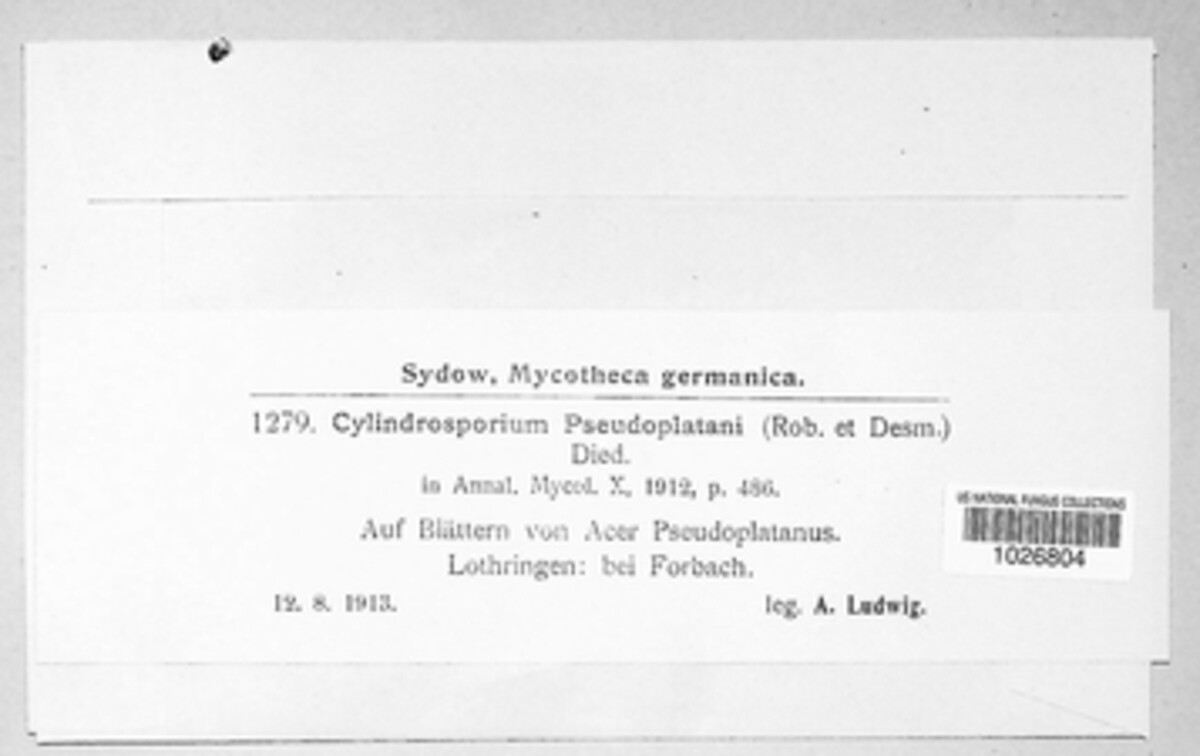 Sydow, Mycotheca germanica.
1279. Cylindrosporium Pseudoplatani (Rob. et Desm.)
Died.
in Annal. Mycol. X, 1912, p. 486.
Auf Blättern von Acer Pseudoplatanus.
Lothringen: bei Forbach.
12. 8. 1913. leg. A. Ludwig.
US NATIONAL FUNGUS COLLECTIONS
1026804